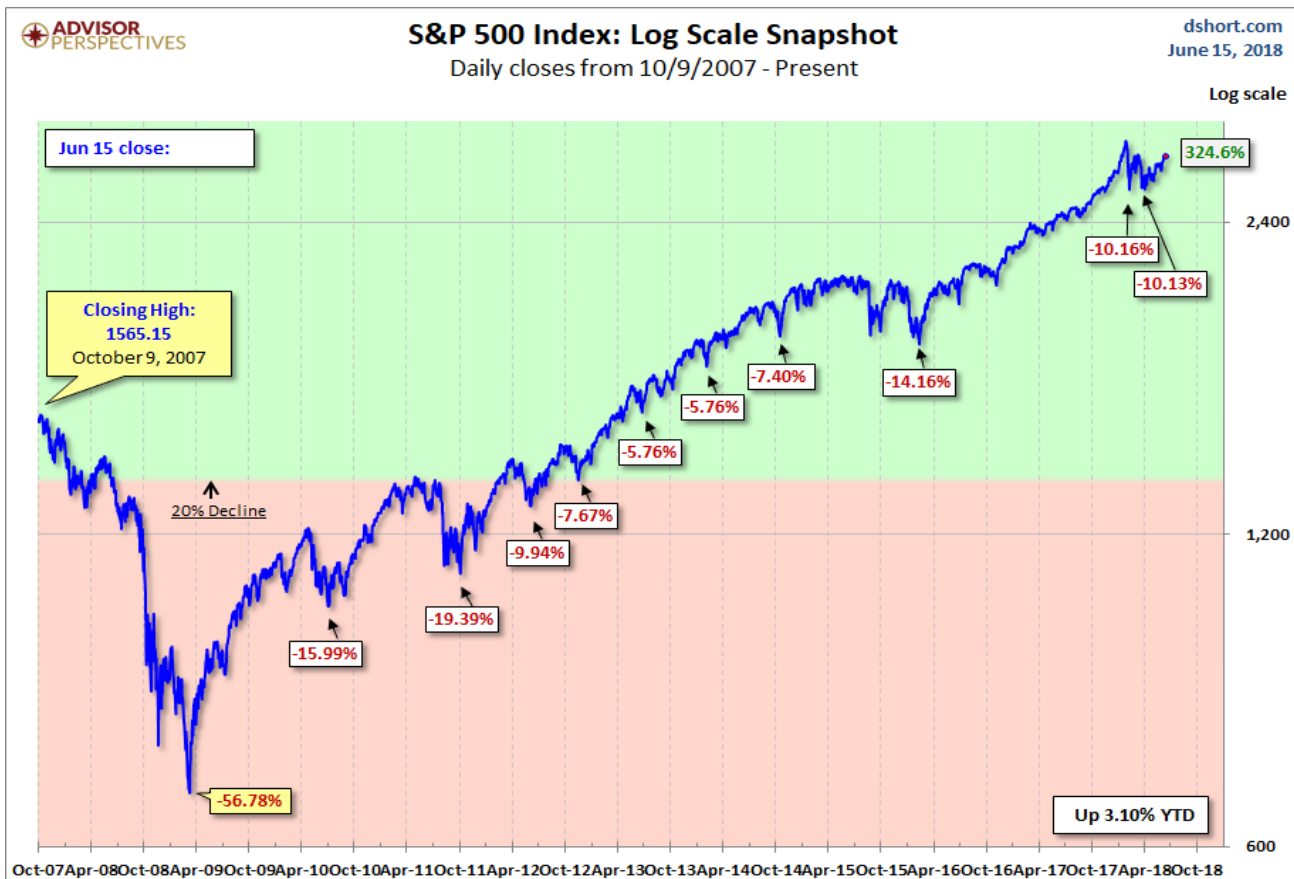 ADVISOR
PERSPECTIVES
S&P 500 Index: Log Scale Snapshot
Daily closes from 10/9/2007 - Present
dshort.com
June 15, 2018
Log scale
Jun 15 close:
324.6%
2,400
-10.16%
-10.13%
Closing High:
1565.15
October 9, 2007
-7.40%
-14.16%
-5.76%
-5.76%
20% Decline
-7.67%
1,200
-9.94%
-19.39%
-15.99%
-56.78%
Up 3.10% YTD
600
Oct-07 Apr-08 Oct-08 Apr-09 Oct-09 Apr-10 Oct-10 Apr-11 Oct-11 Apr-12 Oct-12 Apr-13 Oct-13 Apr-14 Oct-14 Apr-15 Oct-15 Apr-16 Oct-16 Apr-17 Oct-17 Apr-18 Oct-18